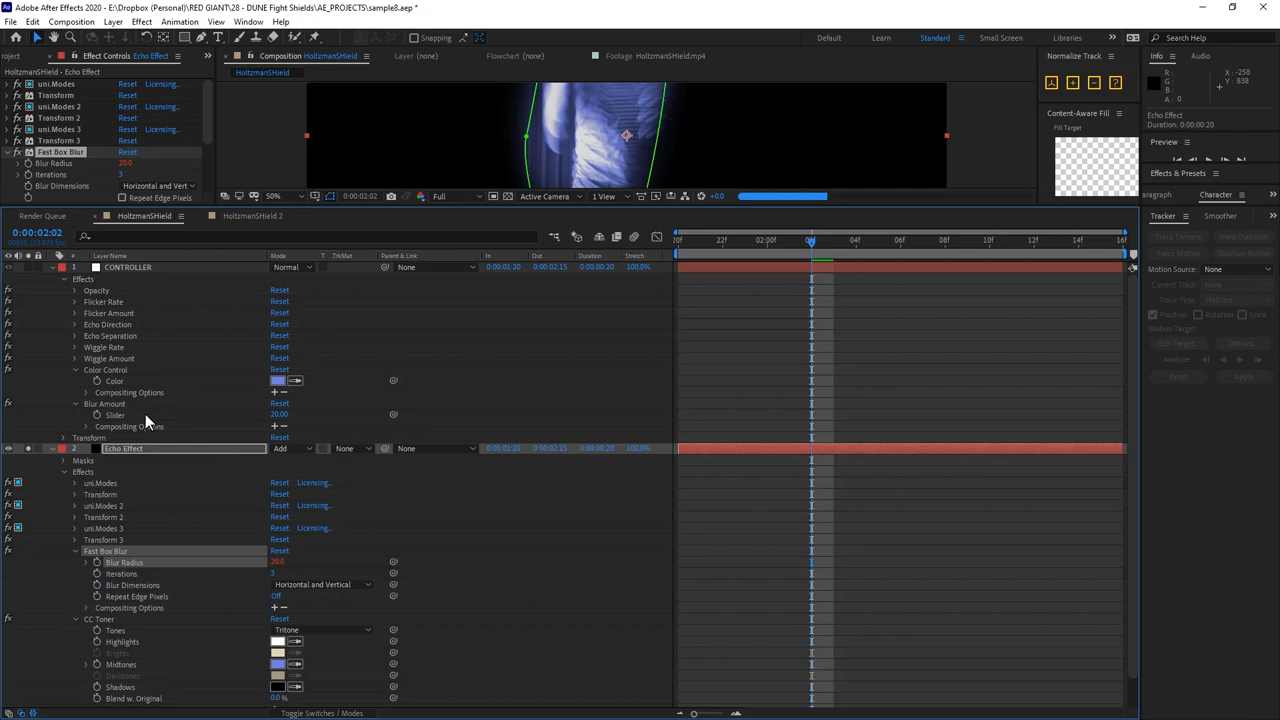 Adobe After Effects 2020 - E:\Dropbox (Personal)\RED GIANT\28 - DUNE Fight Shields\AE_PROJECTS\sample8.aep *
File Edit Composition Layer Effect Animation View Window Help
Snapping Default Learn Standard Small Screen Libraries Search Help
Project Effect Controls Echo Effect Composition HoltzmanSHield Layer (none) Flowchart (none) Footage HoltzmanSHield.mp4 Normalize Track Info Audio
HoltzmanSHield · Echo Effect HoltzmanSHield
uni.Modes Reset Licensing...
Transform Reset
uni.Modes 2 Reset Licensing...
Transform 2 Reset
uni.Modes 3 Reset Licensing...
Transform 3 Reset
Fast Box Blur Reset
Blur Radius 20.0
Iterations 3
Blur Dimensions Horizontal and Vert
Repeat Edge Pixels
50% 0:00:02:02 Full Active Camera 1 View +0.0
R :
G :
B :
A : 0
X : -258
Y : 838
Echo Effect
Duration: 0:00:00:20
Content-Aware Fill
Fill Target
Preview
Effects & Presets
aragraph Character
Tracker Smoother
Track Camera Warp Stabilizer
Track Motion Stabilize Motion
Motion Source: None
Current Track: None
Track Type: Stabilize
Position Rotation Scale
Motion Target:
Edit Target... Options...
Analyze:
Reset Apply
Render Queue HoltzmanSHield HoltzmanSHield 2
0:00:02:02
# Layer Name Mode T .TrkMat Parent & Link In Out Duration Stretch
20f 22f 02:00f 02f 04f 06f 08f 10f 12f 14f 16f
1 CONTROLLER Normal None 0:00:01:20 0:00:02:15 0:00:00:20 100.0%
Effects
Opacity Reset
Flicker Rate Reset
Flicker Amount Reset
Echo Direction Reset
Echo Separation Reset
Wiggle Rate Reset
Wiggle Amount Reset
Color Control Reset
Color
Compositing Options + –
Blur Amount Reset
Slider 20.00
Compositing Options + –
Transform Reset
2 Echo Effect Add None None 0:00:01:20 0:00:02:15 0:00:00:20 100.0%
Masks
Effects
uni.Modes Reset Licensing...
Transform Reset
uni.Modes 2 Reset Licensing...
Transform 2 Reset
uni.Modes 3 Reset Licensing...
Transform 3 Reset
Fast Box Blur Reset
Blur Radius 20.0
Iterations 3
Blur Dimensions Horizontal and Vertical
Repeat Edge Pixels Off
Compositing Options + –
CC Toner Reset
Tones Tritone
Highlights
Brights
Midtones
Darktones
Shadows
Blend w. Original 0.0 %
Toggle Switches / Modes